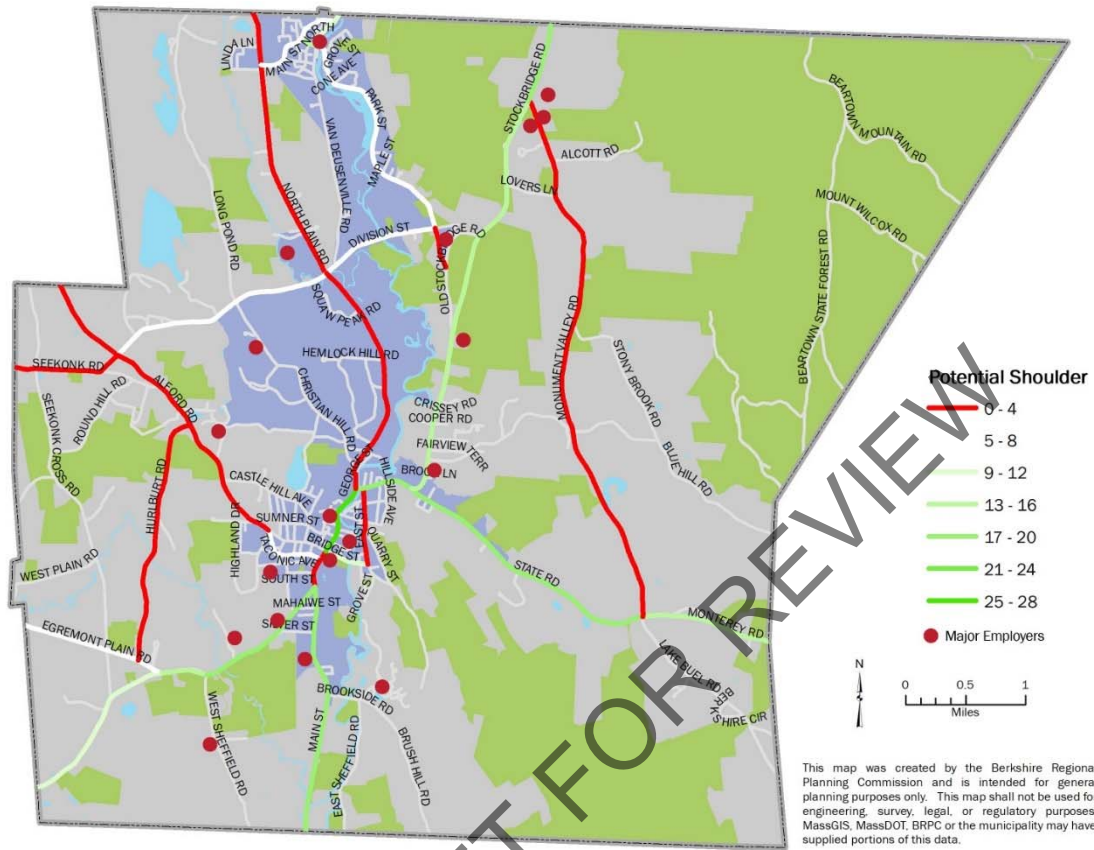 LINDA LN
MAIN ST NORTH
GROVE ST
CONE AVE
PARK ST
MAPLE ST
VAN DEUSENVILLE RD
STOCKBRIDGE RD
ALCOTT RD
LOVERS LN
BEARTOWN MOUNTAIN RD
MOUNT WILCOX RD
BEARTOWN STATE FOREST RD
LONG POND RD
NORTH PLAIN RD
DIVISION ST
DGE RD
SQUAW PEAK RD
HEMLOCK HILL RD
MONUMENT VALLEY RD
STONY BROOK RD
BLUE HILL RD
SEEKONK RD
ROUND HILL RD
ALFORD RD
SEEKONK CROSS RD
HURLBURT RD
CHRISTIAN HILL RD
CRISSEY RD
COOPER RD
FAIRVIEW TERR
LN
GEORGE ST
HILLSIDE AVE
CASTLE HILL AVE
SUMNER ST
BRIDGE ST
EAST ST
QUARRY ST
HIGHLAND DR
TACONIC AVE
SOUTH ST
WEST PLAIN RD
MAHAIWE ST
SILVER ST
GROVE ST
STATE RD
MONTEREY RD
EGREMONT PLAIN RD
LAKE BUEL RD
BERKSHIRE CIR
WEST SHEFFIELD RD
MAIN ST
BROOKSIDE RD
EAST SHEFFIELD RD
BRUSH HILL RD
Potential Shoulder
0 - 4
5 - 8
9 - 12
13 - 16
17 - 20
21 - 24
25 - 28
Major Employers
N
0 0.5 1
Miles
This map was created by the Berkshire Regiona
Planning Commission and is intended for genera
planning purposes only. This map shall not be used fo
engineering, survey, legal, or regulatory purposes
MassGIS, MassDOT, BRPC or the municipality may have
supplied portions of this data.
T FOR REVIEW